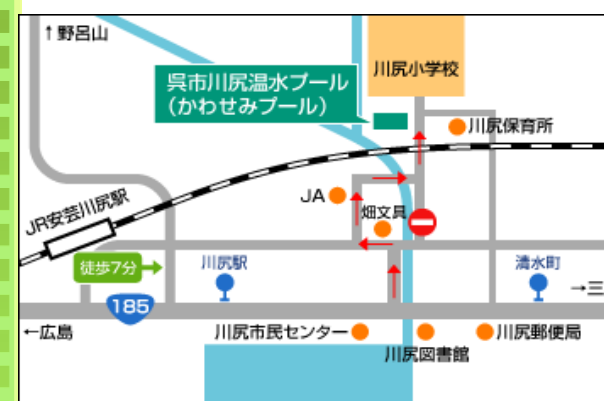 ↑野呂山
川尻小学校
呉市川尻温水プール
（かわせみプール）
川尻保育所
JR安芸川尻駅
JA
畑文具
徒歩7分
川尻駅
清水町
→三
185
←広島
川尻市民センター
川尻図書館
川尻郵便局